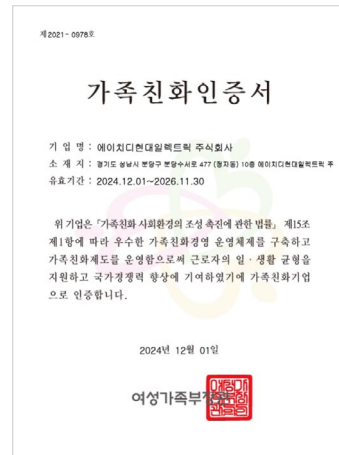 제2021-0978호
가족친화인증서
기 업 명 : 에이치디현대일렉트릭 주식회사
소 재 지 : 경기도 성남시 분당구 분당수서로 477 (정자동) 10층 에이치디현대일렉트릭 주
유효기간 : 2024.12.01~2026.11.30
위 기업은 「가족친화 사회환경의 조성 촉진에 관한 법률」 제15조
제1항에 따라 우수한 가족친화경영 운영체제를 구축하고
가족친화제도를 운영함으로써 근로자의 일·생활 균형을
지원하고 국가경쟁력 향상에 기여하였기에 가족친화기업
으로 인증합니다.
2024년 12월 01일
여성가족부장관